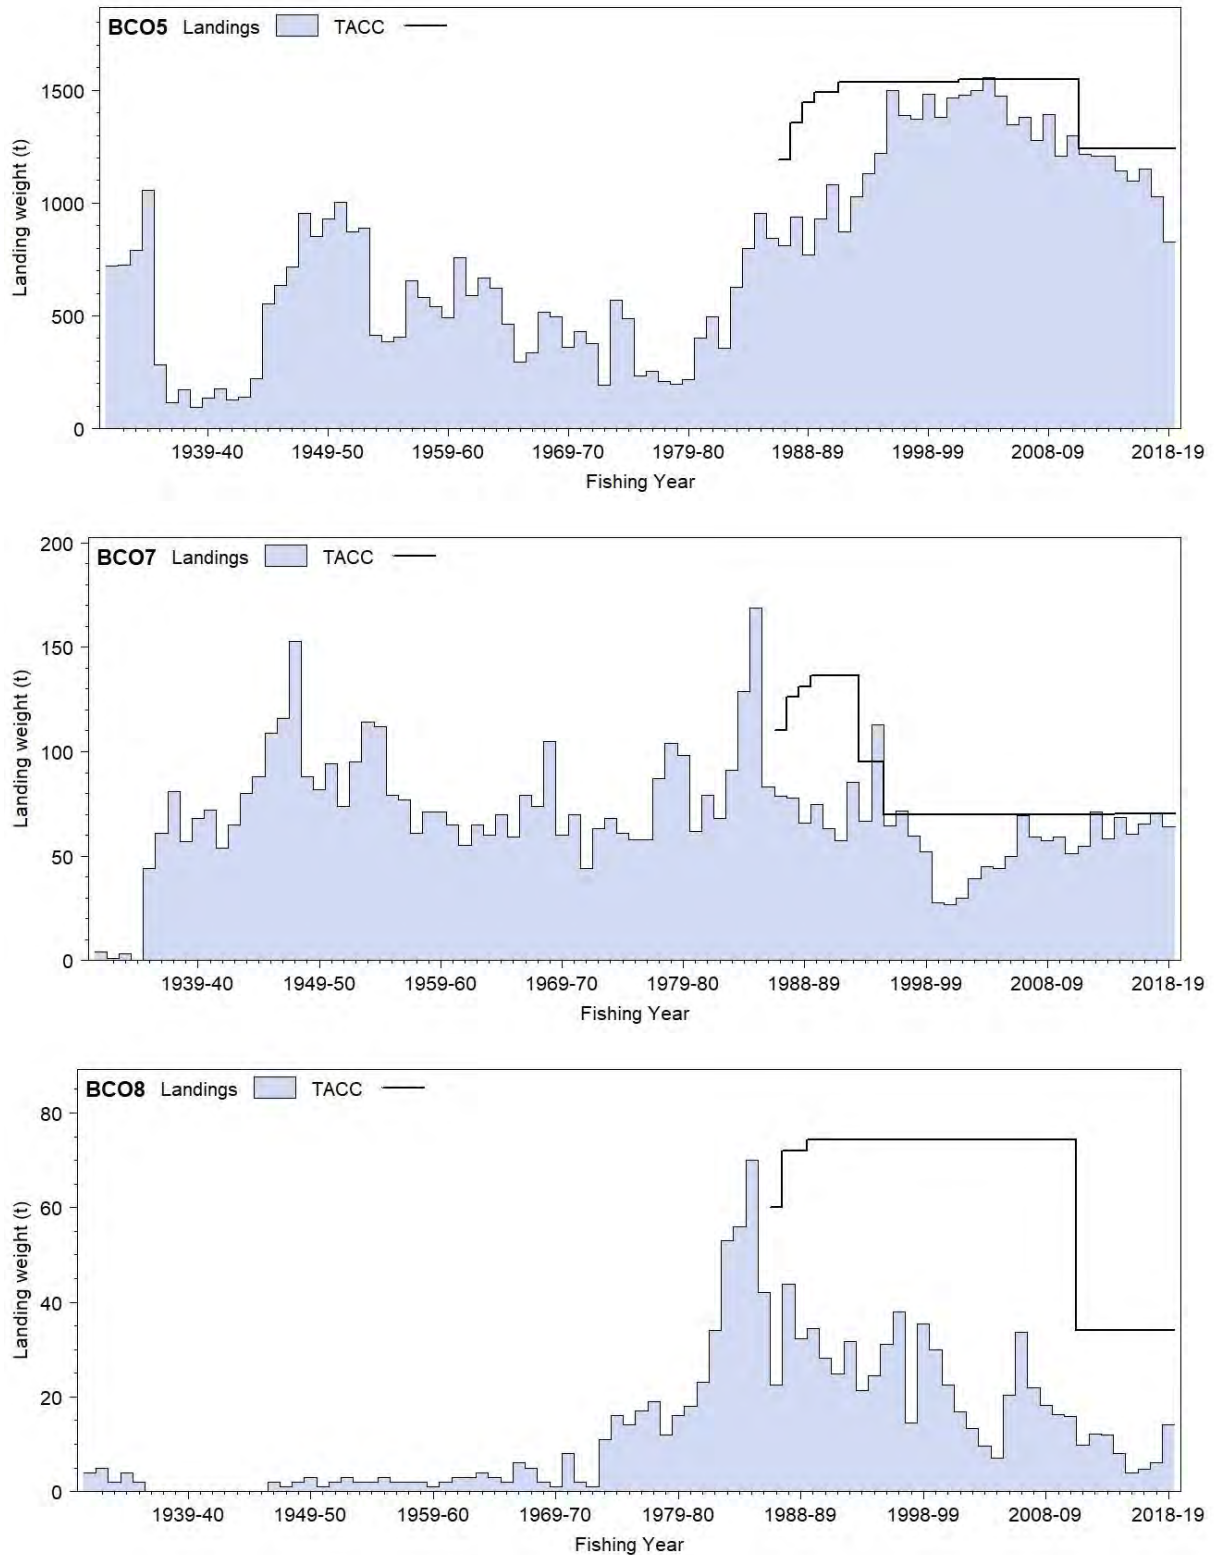 BCO5 Landings TACC
1500
1000
500
0
Landing weight (t)
1939-40 1949-50 1959-60 1969-70 1979-80 1988-89 1998-99 2008-09 2018-19
Fishing Year
BCO7 Landings TACC
200
150
100
50
0
Landing weight (t)
1939-40 1949-50 1959-60 1969-70 1979-80 1988-89 1998-99 2008-09 2018-19
Fishing Year
BCO8 Landings TACC
80
60
40
20
0
Landing weight (t)
1939-40 1949-50 1959-60 1969-70 1979-80 1988-89 1998-99 2008-09 2018-19
Fishing Year